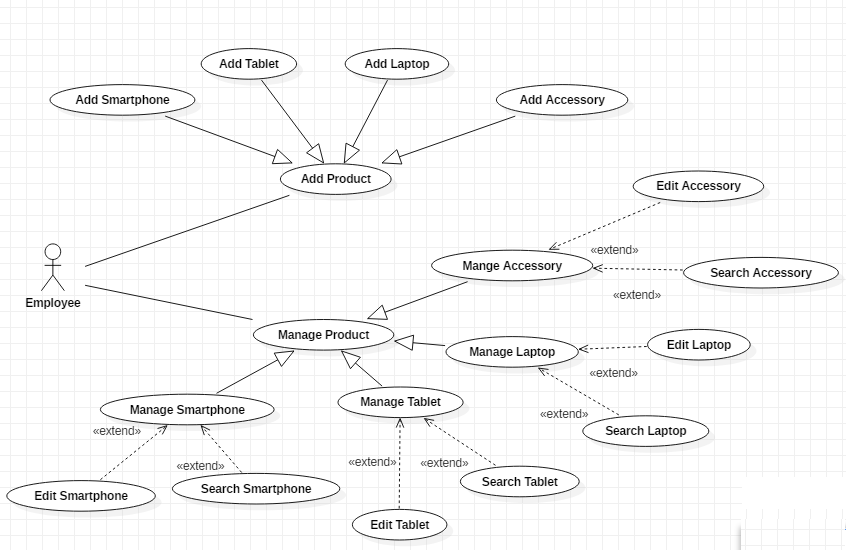 Add Tablet
Add Laptop
Add Smartphone
Add Accessory
Add Product
Edit Accessory
«extend»
Mange Accessory
Search Accessory
«extend»
Employee
Manage Product
Manage Laptop
Edit Laptop
«extend»
Manage Smartphone
Manage Tablet
«extend»
«extend»
Search Laptop
«extend»
«extend»
«extend»
Edit Smartphone
Search Smartphone
Search Tablet
Edit Tablet